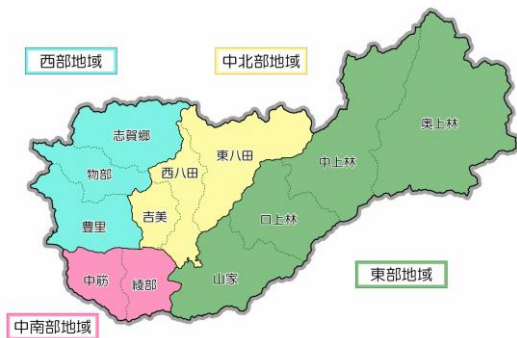 西部地域
中北部地域
志賀郷
奥上林
東八田
中上林
物部
西八田
吉美
口上林
豊里
山家
東部地域
中筋
綾部
中南部地域